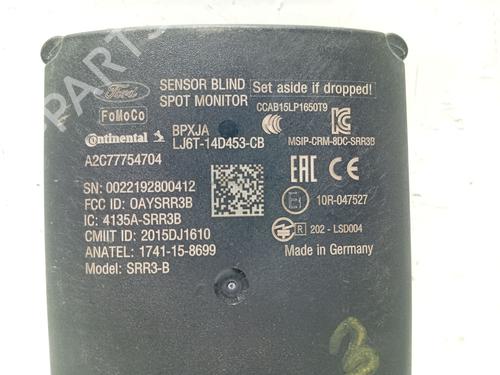 Ford
SENSOR BLIND
SPOT MONITOR
Set aside if dropped!
CCAB15LP1650T9
FoMoCo
MSIP-CRM-8DC-SRR3B
Continental
BPXJA
LJ6T-14D453-CB
A2C77754704
SN: 0022192800412
FCC ID: OAYSRR3B
IC: 4135A-SRR3B
CMIIT ID: 2015DJ1610
ANATEL: 1741-15-8699
Model: SRR3-B
EAC CE
10R-047527
R 202 - LSD004
Made in Germany